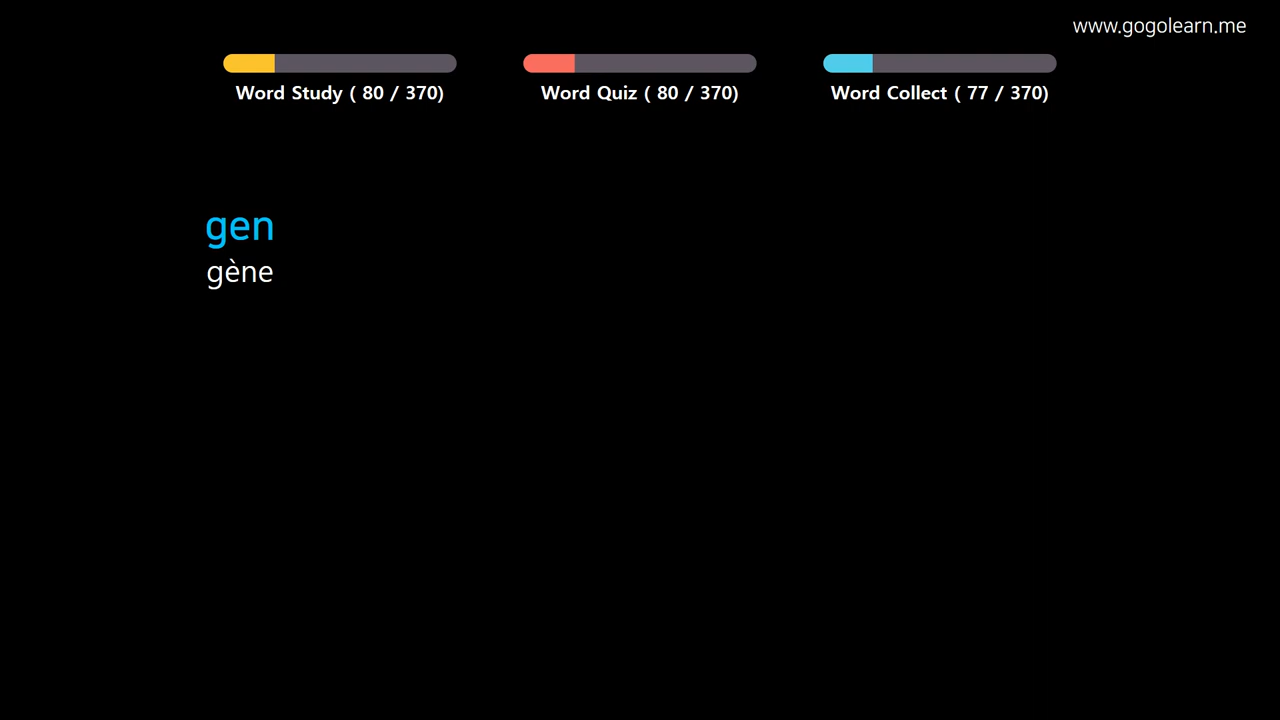 www.gogolearn.me
Word Study ( 80 / 370)
Word Quiz ( 80 / 370)
Word Collect ( 77 / 370)
gen
gène